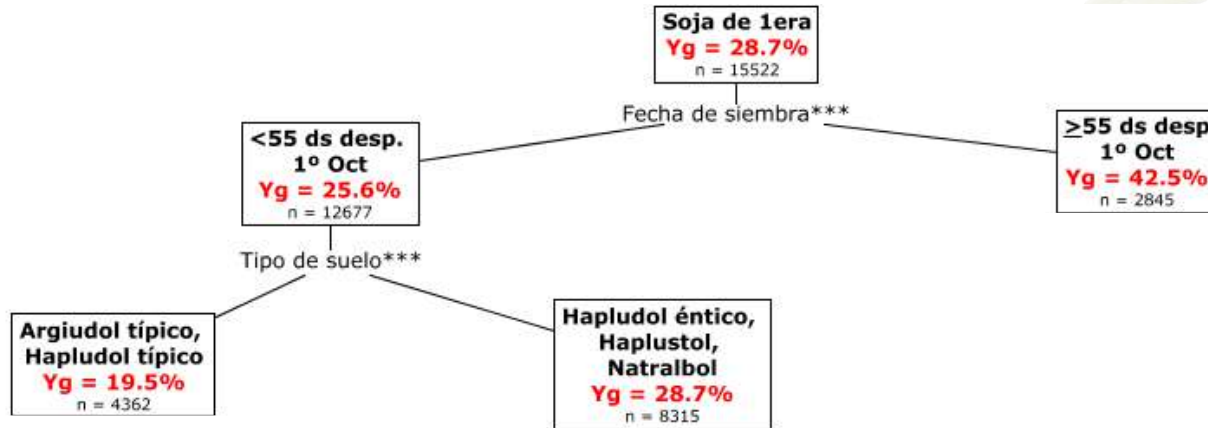 Soja de 1era
Yg = 28.7%
n = 15522
Fecha de siembra***
<55 ds desp.
1º Oct
Yg = 25.6%
n = 12677
≥55 ds desp
1º Oct
Yg = 42.5%
n = 2845
Tipo de suelo***
Argiudol típico,
Hapludol típico
Yg = 19.5%
n = 4362
Hapludol éntico,
Haplustol,
Natralbol
Yg = 28.7%
n = 8315